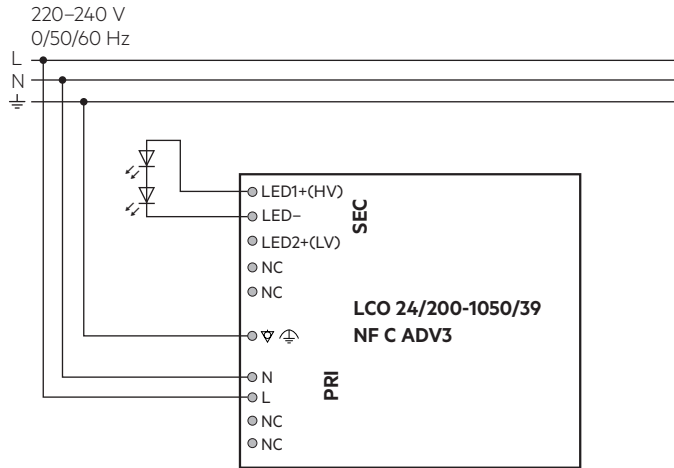 220–240 V
0/50/60 Hz
L
N
LED1+(HV)
LED–
LED2+(LV)
NC
NC
SEC
LCO 24/200-1050/39
NF C ADV3
N
L
NC
NC
PRI